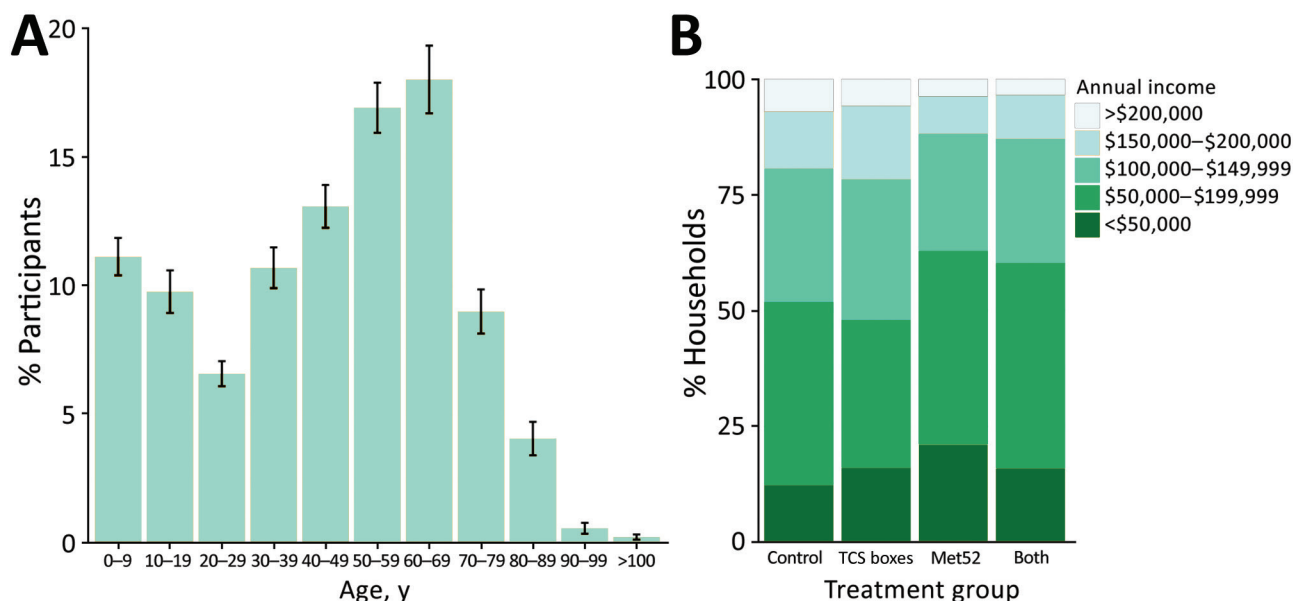 A
% Participants
20
15
10
5
0
0–9 10–19 20–29 30–39 40–49 50–59 60–69 70–79 80–89 90–99 >100
Age, y
B
% Households
100
75
50
25
0
Control TCS boxes Met52 Both
Treatment group
Annual income
>$200,000
$150,000–$200,000
$100,000–$149,999
$50,000–$199,999
<$50,000